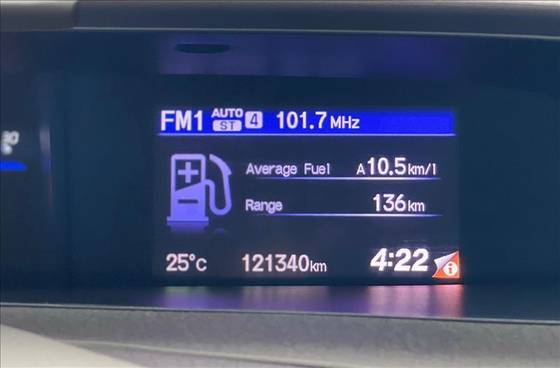 FM1 AUTO ST 4 101.7 MHz
Average Fuel A 10.5 km/l
Range 136 km
25°c 121340 km 4:22 i